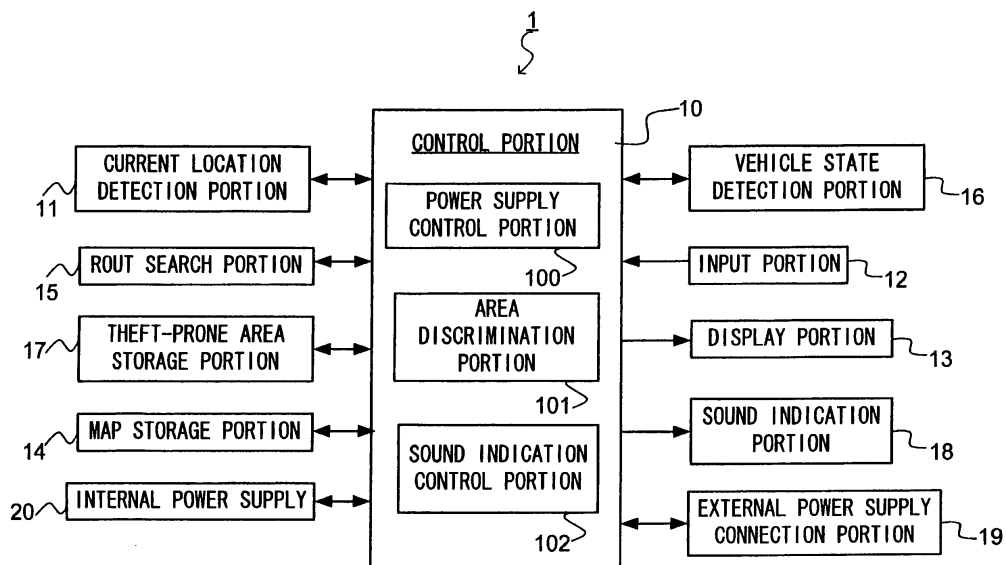 1
10
CONTROL PORTION
CURRENT LOCATION
DETECTION PORTION
11
POWER SUPPLY
CONTROL PORTION
100
VEHICLE STATE
DETECTION PORTION
16
ROUT SEARCH PORTION
15
INPUT PORTION
12
THEFT-PRONE AREA
STORAGE PORTION
17
AREA
DISCRIMINATION
PORTION
101
DISPLAY PORTION
13
MAP STORAGE PORTION
14
SOUND INDICATION
CONTROL PORTION
102
SOUND INDICATION
PORTION
18
INTERNAL POWER SUPPLY
20
EXTERNAL POWER SUPPLY
CONNECTION PORTION
19